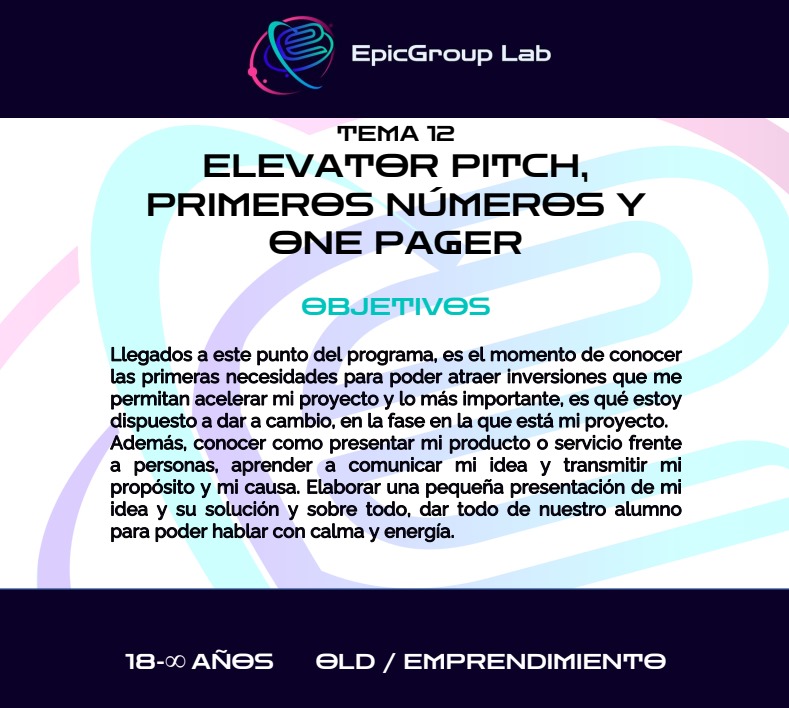 EpicGroup Lab
TEMA 12
ELEVATOR PITCH,
PRIMEROS NÚMEROS Y
ONE PAGER
OBJETIVOS
Llegados a este punto del programa, es el momento de conocer
las primeras necesidades para poder atraer inversiones que me
permitan acelerar mi proyecto y lo más importante, es qué estoy
dispuesto a dar a cambio, en la fase en la que está mi proyecto.
Además, conocer como presentar mi producto o servicio frente
a personas, aprender a comunicar mi idea y transmitir mi
propósito y mi causa. Elaborar una pequeña presentación de mi
idea y su solución y sobre todo, dar todo de nuestro alumno
para poder hablar con calma y energía.
18-∞ AÑOS OLD / EMPRENDIMIENTO